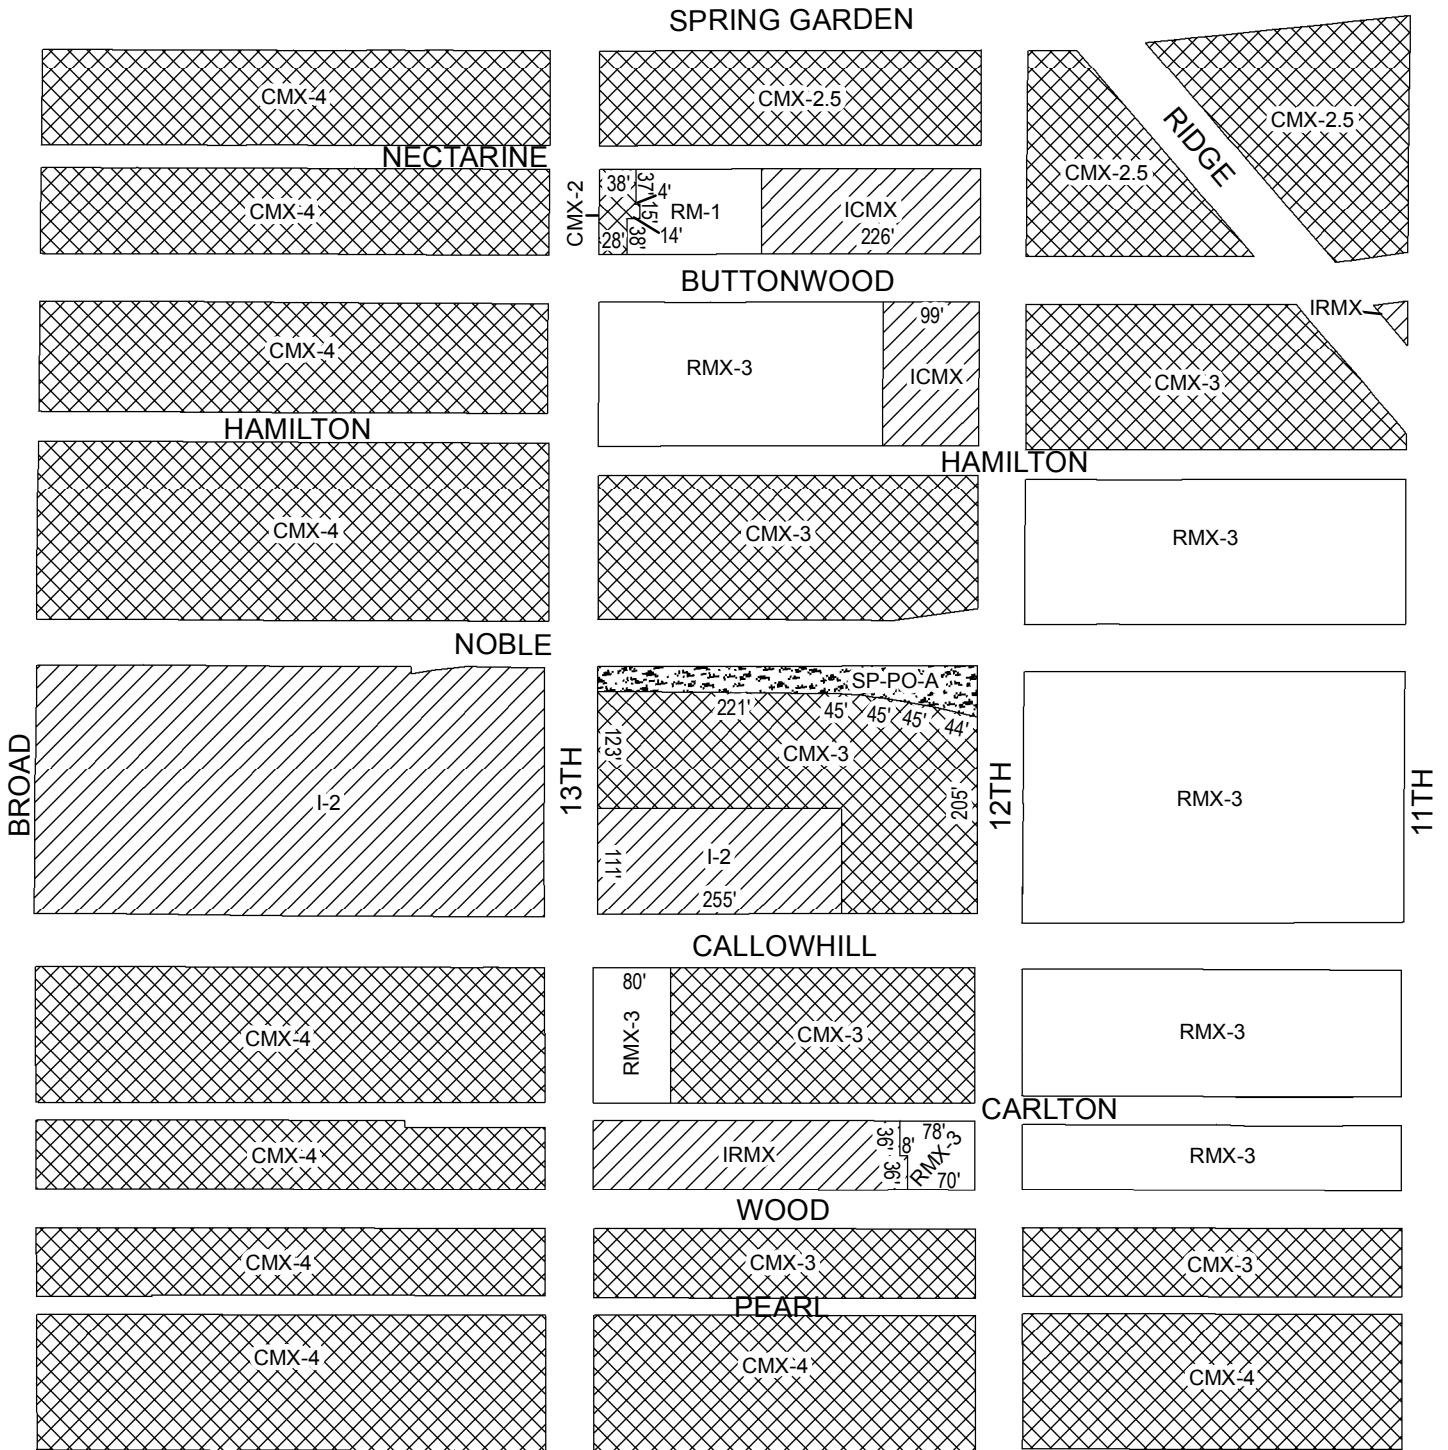 SPRING GARDEN
CMX-4
CMX-2.5
CMX-2.5
RIDGE
CMX-2.5
NECTARINE
CMX-4
CMX-2
38'
37'
4'
15'
RM-1
28'
38'
14'
ICMX
226'
BUTTONWOOD
CMX-4
RMX-3
99'
ICMX
IRMX
CMX-3
HAMILTON
HAMILTON
CMX-4
CMX-3
RMX-3
NOBLE
SP-PO-A
221'
45'
45'
45'
44'
123'
CMX-3
205'
BROAD
I-2
13TH
111'
I-2
255'
12TH
RMX-3
11TH
CALLOWHILL
CMX-4
80'
RMX-3
CMX-3
RMX-3
CARLTON
CMX-4
IRMX
36'
8'
78'
36'
RMX-3
70'
RMX-3
WOOD
CMX-4
CMX-3
CMX-3
PEARL
CMX-4
CMX-4
CMX-4